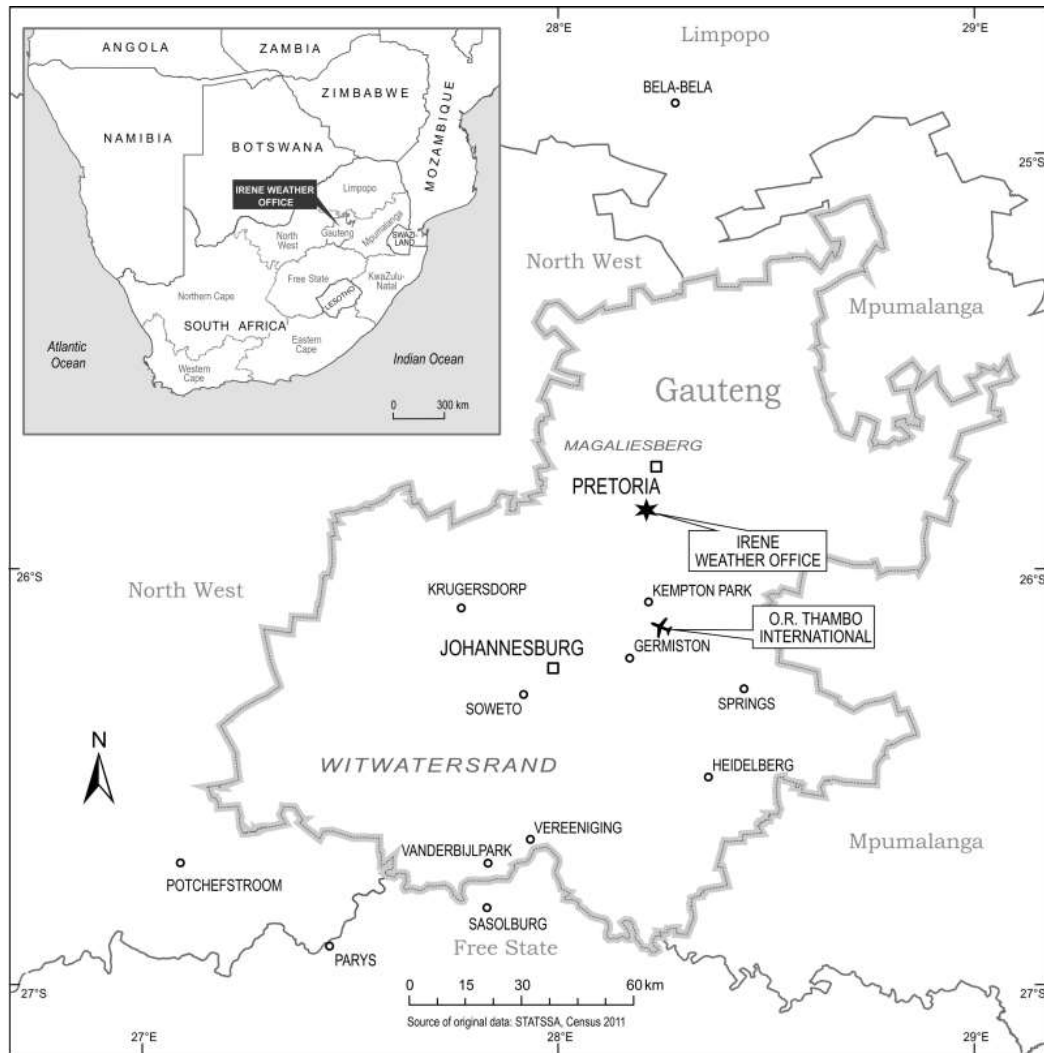 28°E
29°E
Limpopo
BELA-BELA
ANGOLA
ZAMBIA
ZIMBABWE
MOZAMBIQUE
NAMIBIA
BOTSWANA
IRENE WEATHER
OFFICE
Limpopo
North
West
Gauteng
Mpumalanga
SWAZI-
LAND
Free State
KwaZulu-
Natal
LESOTHO
Northern Cape
SOUTH AFRICA
Eastern
Cape
Western
Cape
Atlantic
Ocean
Indian Ocean
0 300 km
25°S
25°S
North West
Mpumalanga
Gauteng
MAGALIESBERG
PRETORIA
IRENE
WEATHER OFFICE
26°S
26°S
North West
KRUGERSDORP
KEMPTON PARK
O.R. THAMBO
INTERNATIONAL
JOHANNESBURG
GERMISTON
SOWETO
SPRINGS
N
WITWATERSRAND
HEIDELBERG
VEREENIGING
VANDERBIJLPARK
Mpumalanga
POTCHEFSTROOM
SASOLBURG
Free State
PARYS
27°S
27°S
0 15 30 60 km
Source of original data: STATSSA, Census 2011
27°E
28°E
29°E